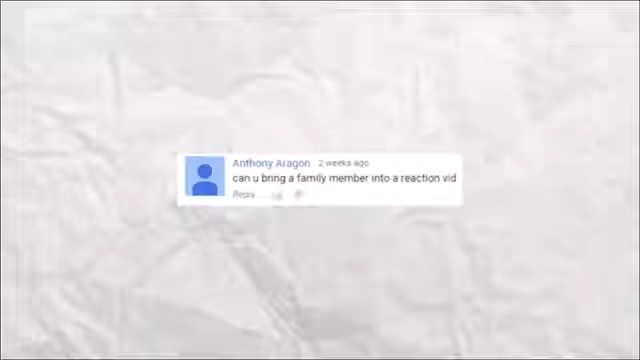 Anthony Aragon 2 weeks ago
can u bring a family member into a reaction vid
Reply